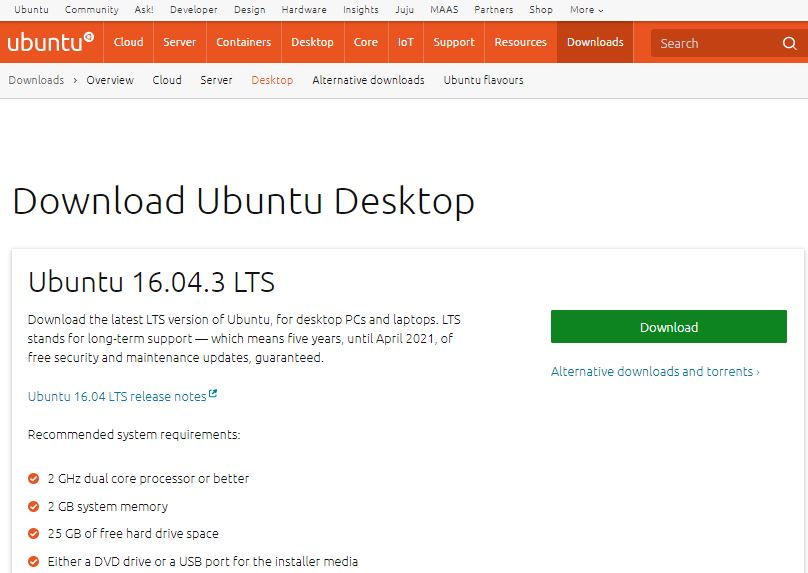 Ubuntu Community Ask! Developer Design Hardware Insights Juju MAAS Partners Shop More
ubuntu Cloud Server Containers Desktop Core IoT Support Resources Downloads Search
Downloads › Overview Cloud Server Desktop Alternative downloads Ubuntu flavours
Download Ubuntu Desktop
Ubuntu 16.04.3 LTS
Download the latest LTS version of Ubuntu, for desktop PCs and laptops. LTS
stands for long-term support — which means five years, until April 2021, of
free security and maintenance updates, guaranteed.
Download
Alternative downloads and torrents ›
Ubuntu 16.04 LTS release notes
Recommended system requirements:
2 GHz dual core processor or better
2 GB system memory
25 GB of free hard drive space
Either a DVD drive or a USB port for the installer media